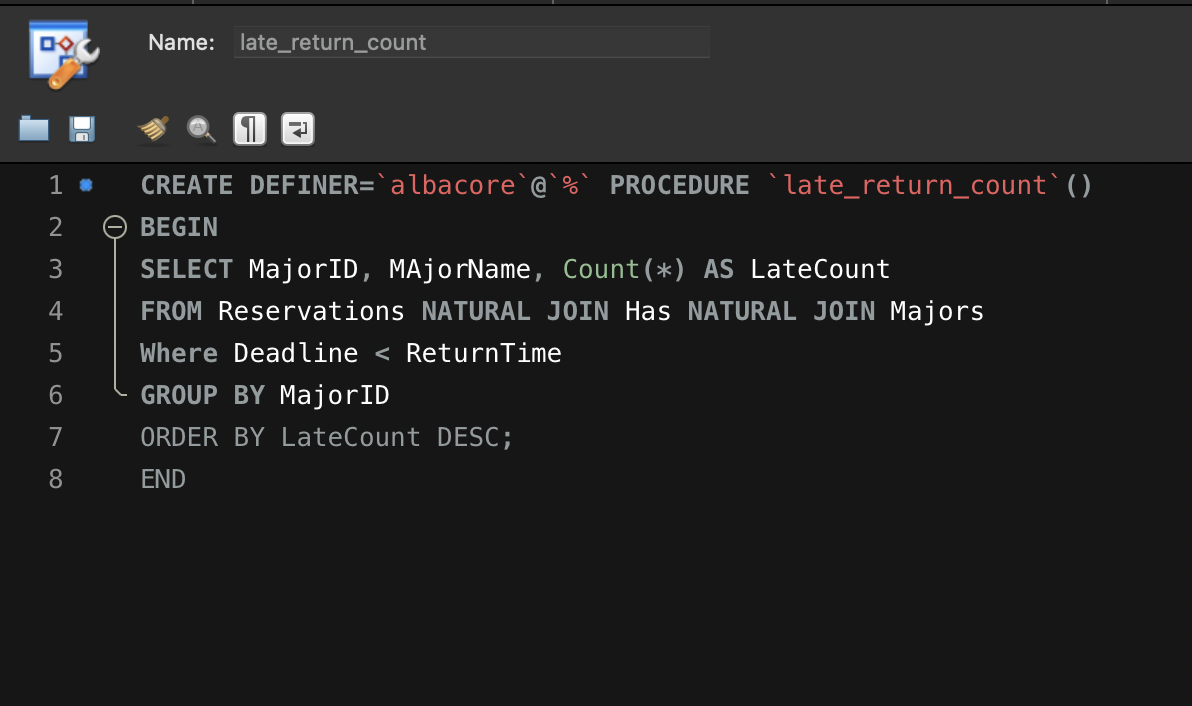 Name: late_return_count
1 CREATE DEFINER=`albacore`@`%` PROCEDURE `late_return_count`()
2 BEGIN
3 SELECT MajorID, MAjorName, Count(*) AS LateCount
4 FROM Reservations NATURAL JOIN Has NATURAL JOIN Majors
5 Where Deadline < ReturnTime
6 GROUP BY MajorID
7 ORDER BY LateCount DESC;
8 END